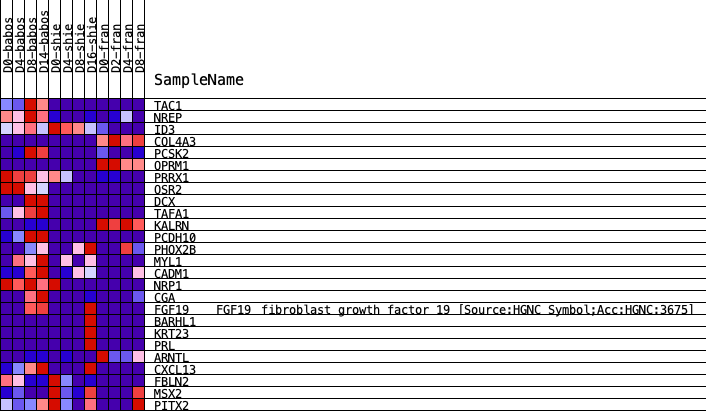 D0-babos
D4-babos
D8-babos
D14-babos
D0-shie
D4-shie
D8-shie
D16-shie
D0-fran
D2-fran
D4-fran
D8-fran
SampleName
TAC1
NREP
ID3
COL4A3
PCSK2
OPRM1
PRRX1
OSR2
DCX
TAFA1
KALRN
PCDH10
PHOX2B
MYL1
CADM1
NRP1
CGA
FGF19 FGF19 fibroblast growth factor 19 [Source:HGNC Symbol;Acc:HGNC:3675]
BARHL1
KRT23
PRL
ARNTL
CXCL13
FBLN2
MSX2
PITX2